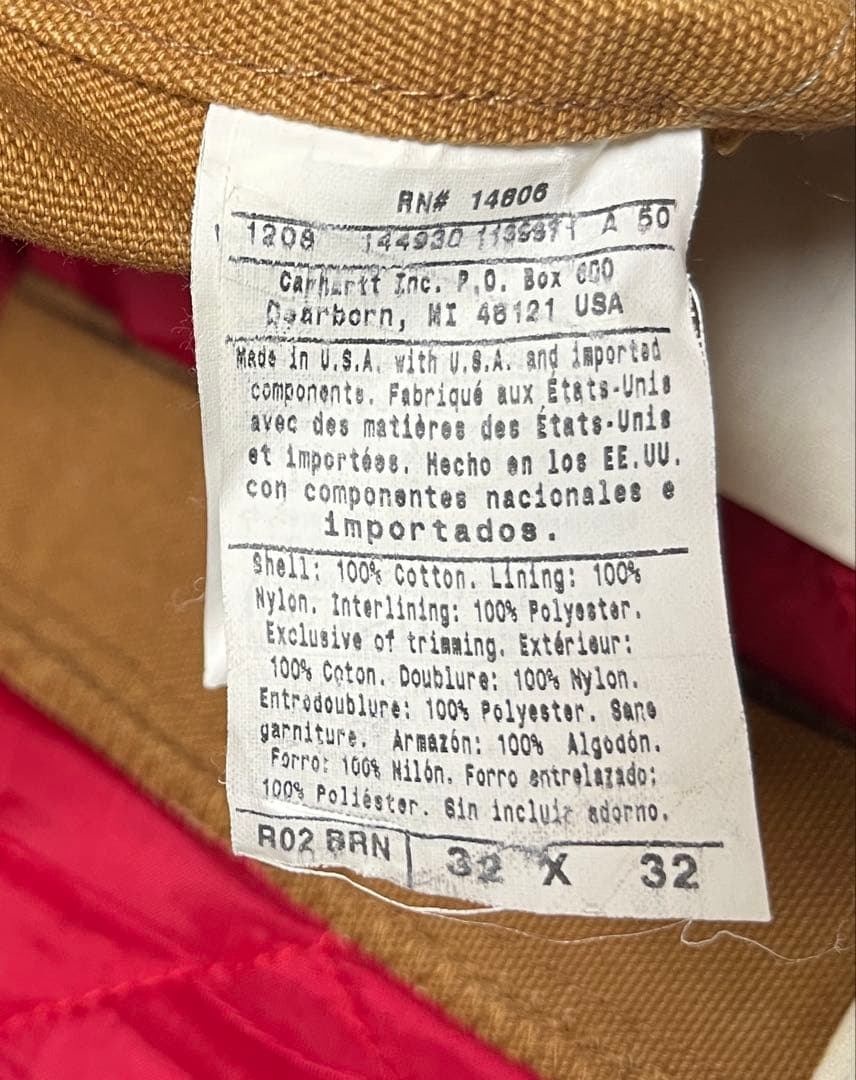 RN# 14806
1208 144930 A 50
Carhartt Inc. P.O. Box 600
Dearborn, MI 48121 USA
Made in U.S.A. with U.S.A. and imported
components. Fabriqué aux États-Unis
avec des matières des États-Unis
et importées. Hecho en los EE.UU.
con componentes nacionales e
importados.
Shell: 100% Cotton. Lining: 100%
Nylon. Interlining: 100% Polyester.
Exclusive of trimming. Extérieur:
100% Coton. Doublure: 100% Nylon.
Entredoublure: 100% Polyester. Sans
garniture. Armazón: 100% Algodón.
Forro: 100% Nilón. Forro entrelazado:
100% Poliéster. Sin incluir adorno.
R02 BRN 32 X 32